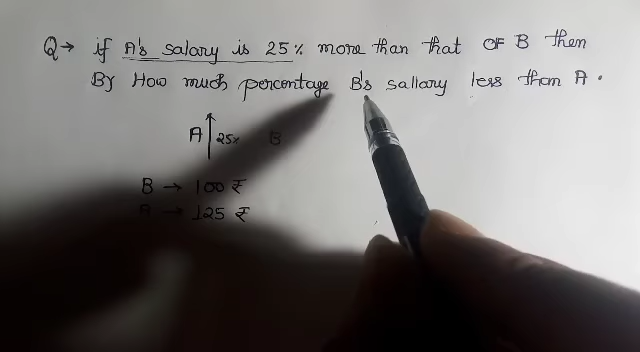 Q→ if A's salary is 25% more than that OF B then
By How much percentage B's sallary less than A.
A↑25% B
B → 100 ₹
A → 125 ₹